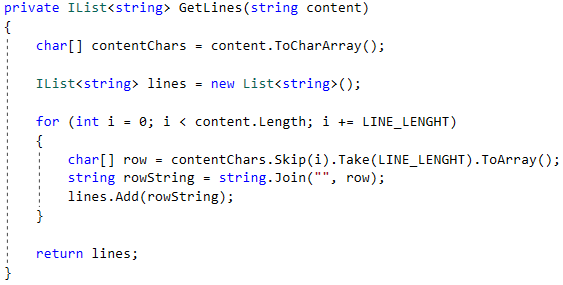 private IList<string> GetLines(string content)
{
char[] contentChars = content.ToCharArray();
IList<string> lines = new List<string>();
for (int i = 0; i < content.Length; i += LINE_LENGHT)
{
char[] row = contentChars.Skip(i).Take(LINE_LENGHT).ToArray();
string rowString = string.Join("", row);
lines.Add(rowString);
}
return lines;
}